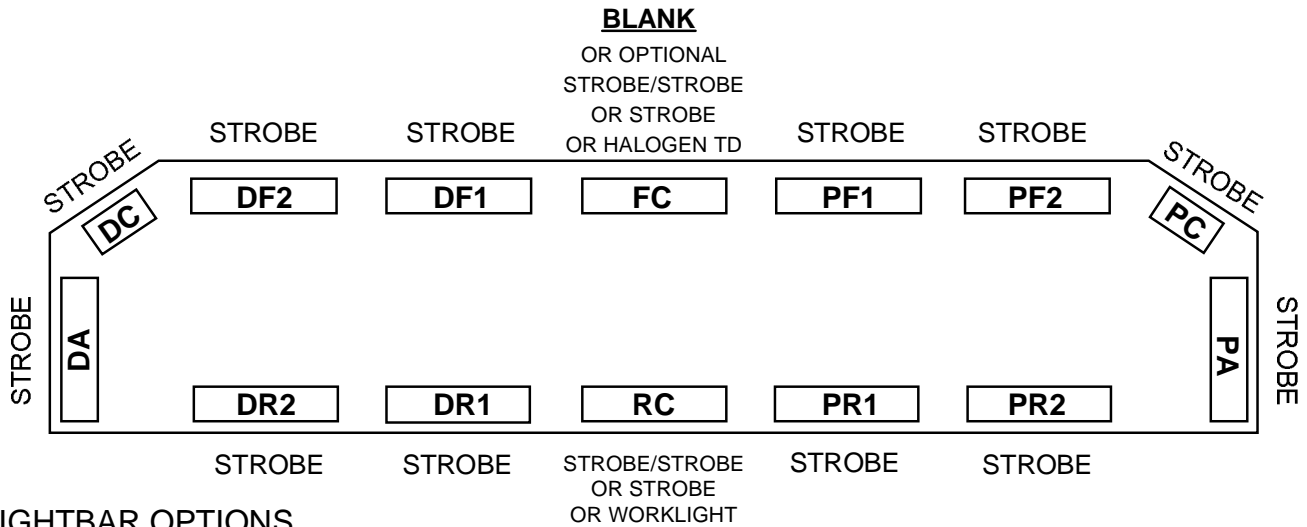 BLANK
OR OPTIONAL
STROBE/STROBE
OR STROBE
OR HALOGEN TD
STROBE STROBE STROBE STROBE
STROBE STROBE
DF2 DF1 FC PF1 PF2
DC PC
STROBE DA PA STROBE
DR2 DR1 RC PR1 PR2
STROBE STROBE STROBE/STROBE STROBE STROBE
OR STROBE
OR WORKLIGHT
IGHTBAR OPTIONS